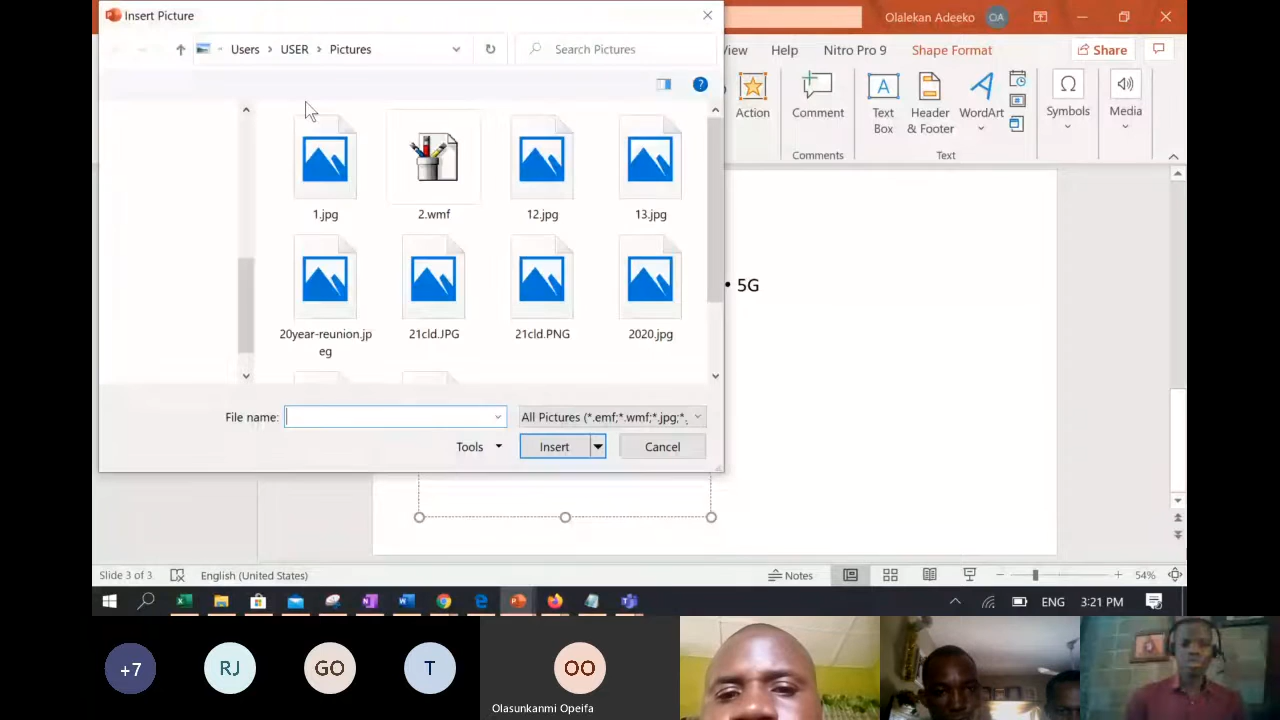 Insert Picture
Olalekan Adeeko OA
Users > USER > Pictures
Search Pictures
View Help Nitro Pro 9 Shape Format Share
Action
Comment
Text
Box
Header
& Footer
WordArt
Symbols
Media
Comments
Text
1.jpg
2.wmf
12.jpg
13.jpg
20year-reunion.jp
eg
21cld.JPG
21cld.PNG
2020.jpg
• 5G
File name:
All Pictures (*.emf;*.wmf;*.jpg;*.
Tools
Insert
Cancel
Slide 3 of 3
English (United States)
Notes
54%
ENG 3:21 PM
+7
RJ
GO
T
OO
Olasunkanmi Opeifa